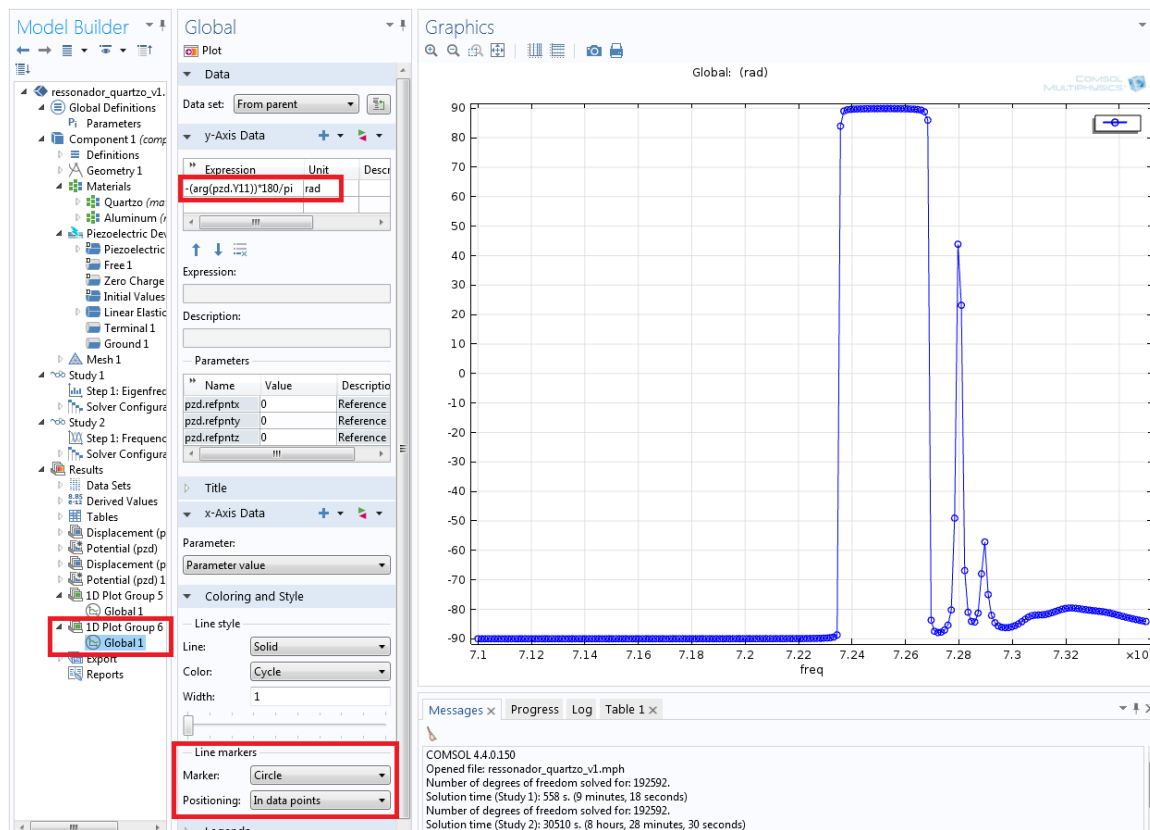 Model Builder
ressonador_quartzo_v1.
Global Definitions
Pi Parameters
Component 1 (comp
Definitions
Geometry 1
Materials
Quartzo (ma
Aluminum (r
Piezoelectric Dev
Piezoelectric
Free 1
Zero Charge
Initial Values
Linear Elastic
Terminal 1
Ground 1
Mesh 1
Study 1
Step 1: Eigenfreq
Solver Configura
Study 2
Step 1: Frequenc
Solver Configura
Results
Data Sets
8.85
e-12
Derived Values
Tables
Displacement (p
Potential (pzd)
Displacement (p
Potential (pzd) 1
1D Plot Group 5
Global 1
1D Plot Group 6
Global 1
Export
Reports
Global
Plot
Data
Data set: From parent
y-Axis Data
Expression Unit Descr
-(arg(pzd.Y11))*180/pi rad
Expression:
Description:
Parameters
Name Value Descriptio
pzd.refpntx 0 Reference
pzd.refpnty 0 Reference
pzd.refpntz 0 Reference
Title
x-Axis Data
Parameter:
Parameter value
Coloring and Style
Line style
Line: Solid
Color: Cycle
Width: 1
Line markers
Marker: Circle
Positioning: In data points
Legends
Graphics
Global: (rad)
COMSOL
MULTIPHYSICS
90
80
70
60
50
40
30
20
10
0
-10
-20
-30
-40
-50
-60
-70
-80
-90
7.1 7.12 7.14 7.16 7.18 7.2 7.22 7.24 7.26 7.28 7.3 7.32 ×10
freq
Messages Progress Log Table 1
COMSOL 4.4.0.150
Opened file: ressonador_quartzo_v1.mph
Number of degrees of freedom solved for: 192592.
Solution time (Study 1): 558 s. (9 minutes, 18 seconds)
Number of degrees of freedom solved for: 192592.
Solution time (Study 2): 30510 s. (8 hours, 28 minutes, 30 seconds)